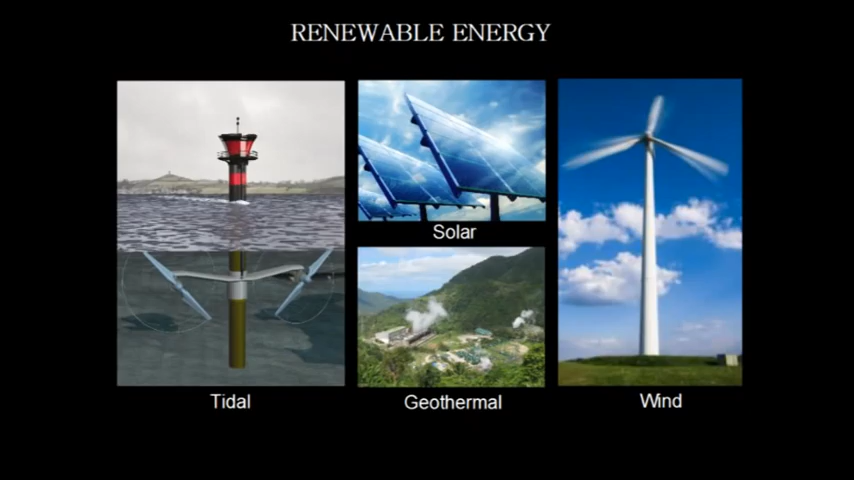 RENEWABLE ENERGY
Solar
Tidal
Geothermal
Wind